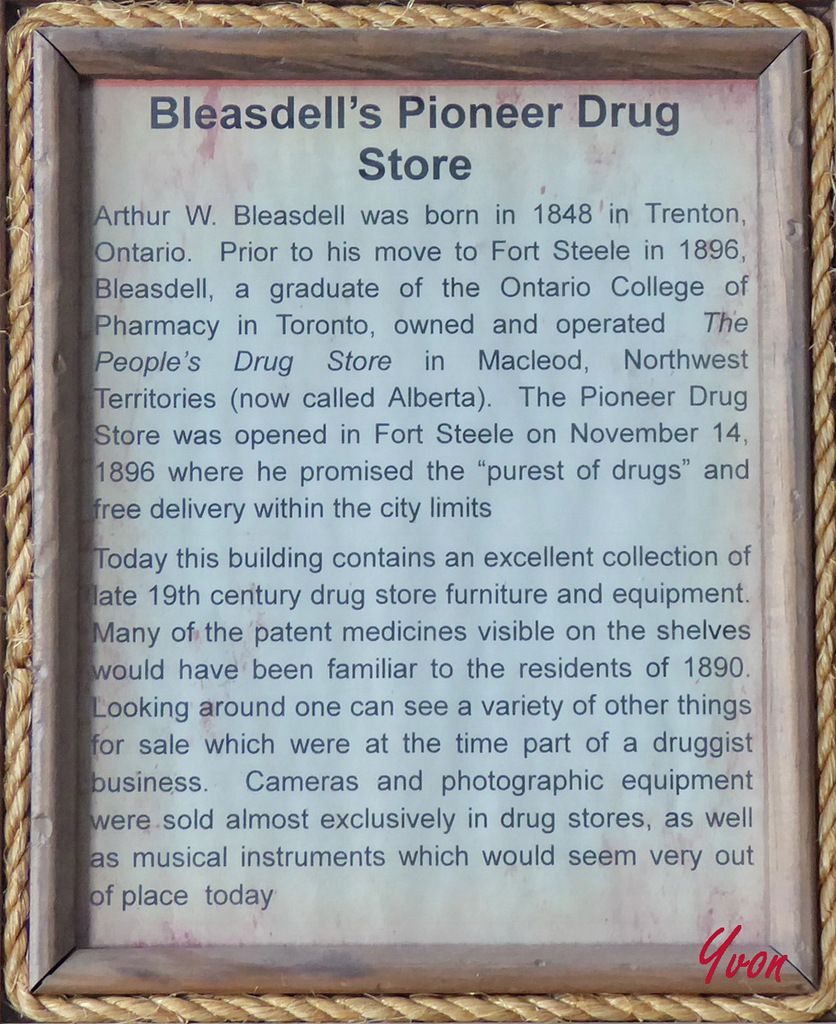 Bleasdell's Pioneer Drug
Store
Arthur W. Bleasdell was born in 1848 in Trenton,
Ontario. Prior to his move to Fort Steele in 1896,
Bleasdell, a graduate of the Ontario College of
Pharmacy in Toronto, owned and operated The
People's Drug Store in Macleod, Northwest
Territories (now called Alberta). The Pioneer Drug
Store was opened in Fort Steele on November 14,
1896 where he promised the “purest of drugs” and
free delivery within the city limits
Today this building contains an excellent collection of
late 19th century drug store furniture and equipment.
Many of the patent medicines visible on the shelves
would have been familiar to the residents of 1890.
Looking around one can see a variety of other things
for sale which were at the time part of a druggist
business. Cameras and photographic equipment
were sold almost exclusively in drug stores, as well
as musical instruments which would seem very out
of place today
Yvon